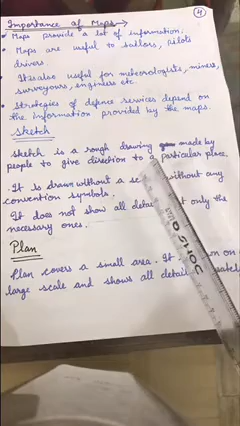 Importance of Maps → 4
• Maps provide a lot of information.
• Maps are useful to sailors, pilots
drivers.
• It is also useful for meteorologists, miners,
surveyours, engineers etc.
• Strategies of defence services depend on
the information provided by the maps.
Sketch
Sketch is a rough drawing made by
people to give direction to a particular place.
It is drawn without a without any
convention symbols.
It does not show all only the
necessary ones.
Plan
Plan covers a small area. It on
large scale and shows all
DOMS